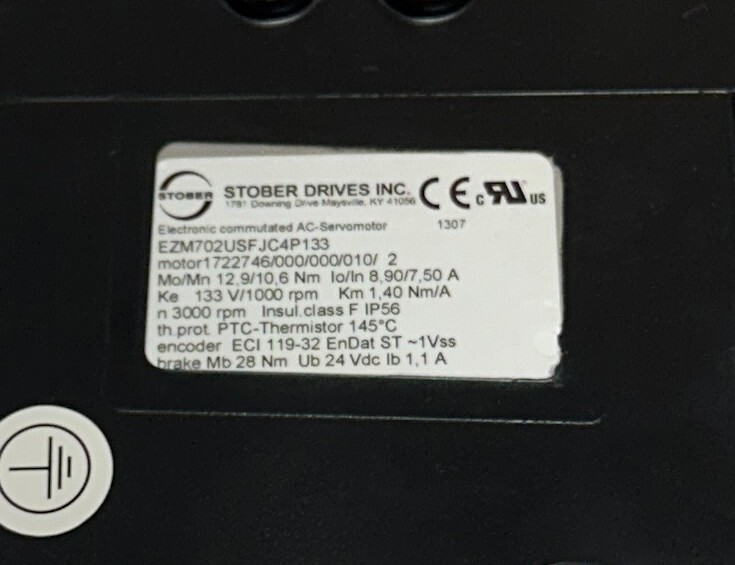 STOBER
STOBER DRIVES INC.
1781 Downing Drive Maysville, KY 41056
CE c RU US
Electronic commutated AC-Servomotor 1307
EZM702USFJC4P133
motor1722746/000/000/010/ 2
Mo/Mn 12,9/10,6 Nm Io/In 8,90/7,50 A
Ke 133 V/1000 rpm Km 1,40 Nm/A
n 3000 rpm Insul.class F IP56
th.prot. PTC-Thermistor 145°C
encoder ECI 119-32 EnDat ST ~1Vss
brake Mb 28 Nm Ub 24 Vdc Ib 1,1 A